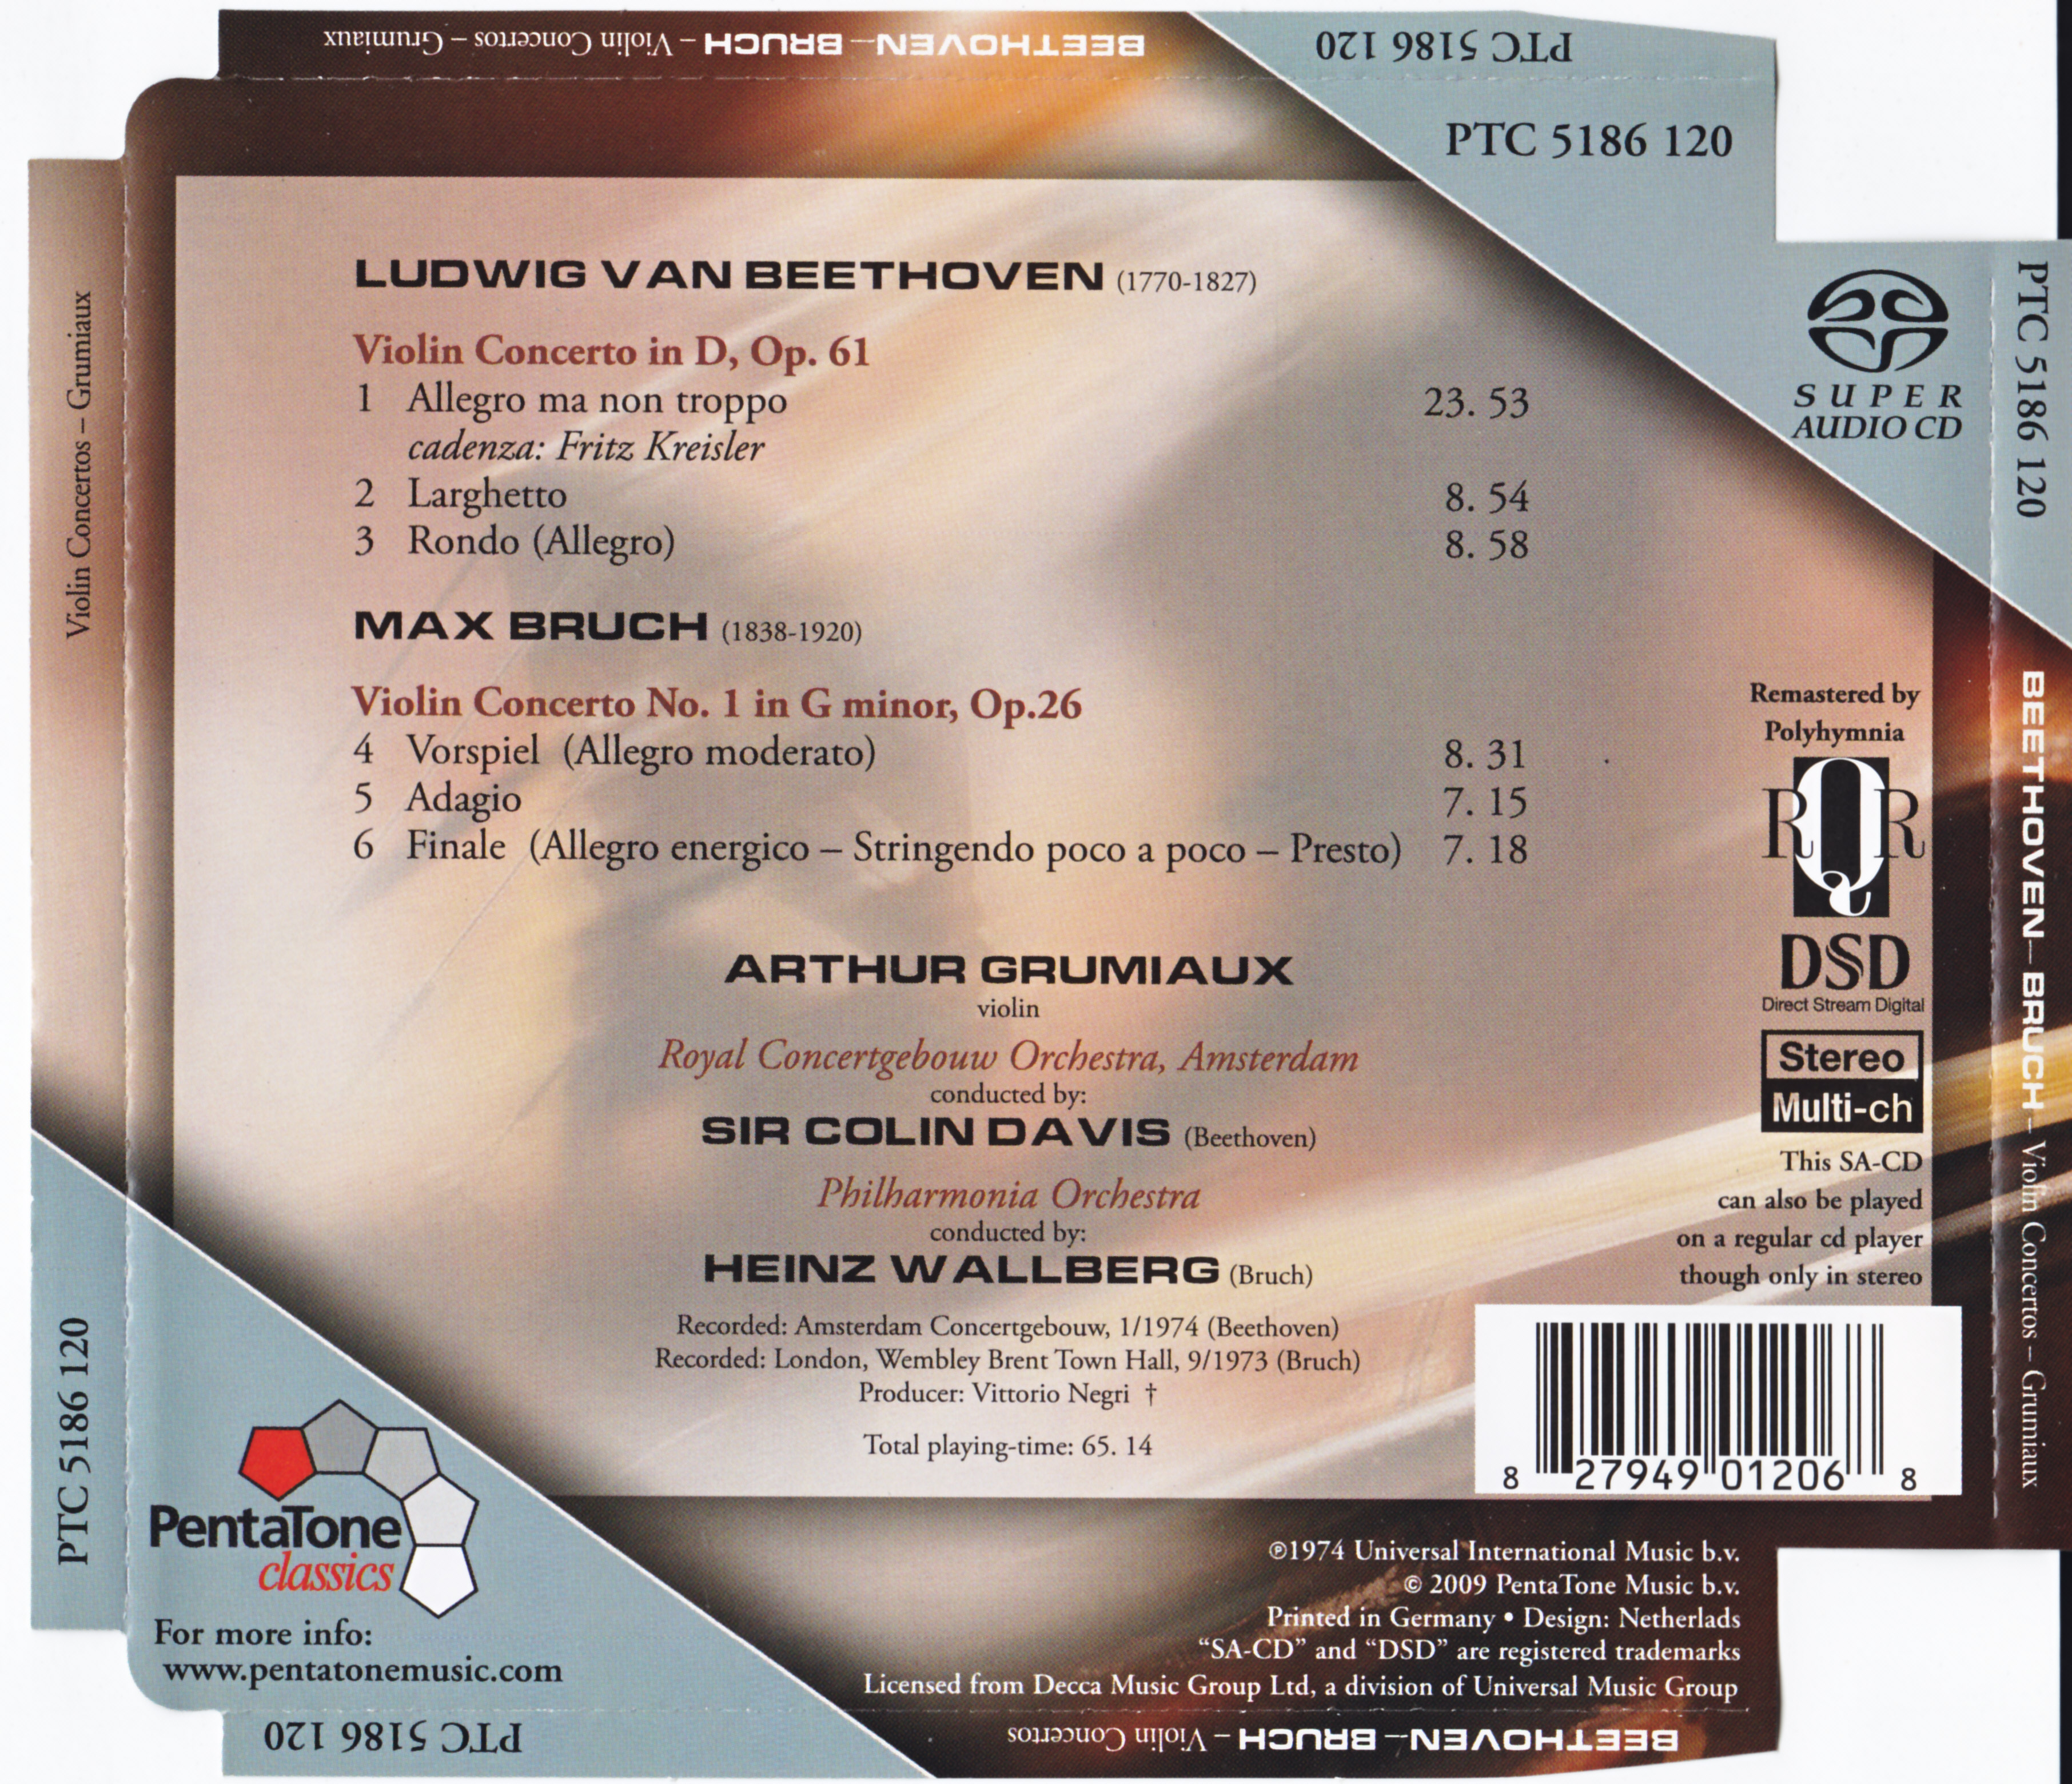 BEETHOVEN – BRUCH – Violin Concertos – Grumiaux
PTC 5186 120
PTC 5186 120
LUDWIG VAN BEETHOVEN (1770-1827)
Violin Concerto in D, Op. 61
1 Allegro ma non troppo 23. 53
cadenza: Fritz Kreisler
2 Larghetto 8. 54
3 Rondo (Allegro) 8. 58
MAX BRUCH (1838-1920)
Violin Concerto No. 1 in G minor, Op.26
4 Vorspiel (Allegro moderato) 8. 31
5 Adagio 7. 15
6 Finale (Allegro energico – Stringendo poco a poco – Presto) 7. 18
ARTHUR GRUMIAUX
violin
Royal Concertgebouw Orchestra, Amsterdam
conducted by:
SIR COLIN DAVIS (Beethoven)
Philharmonia Orchestra
conducted by:
HEINZ WALLBERG (Bruch)
Recorded: Amsterdam Concertgebouw, 1/1974 (Beethoven)
Recorded: London, Wembley Brent Town Hall, 9/1973 (Bruch)
Producer: Vittorio Negri †
Total playing-time: 65. 14
SUPER
AUDIO CD
Remastered by
Polyhymnia
RQR
DSD
Direct Stream Digital
Stereo
Multi-ch
This SA-CD
can also be played
on a regular cd player
though only in stereo
8 27949 01206 8
℗1974 Universal International Music b.v.
© 2009 PentaTone Music b.v.
Printed in Germany • Design: Netherlads
“SA-CD” and “DSD” are registered trademarks
Licensed from Decca Music Group Ltd, a division of Universal Music Group
PentaTone
classics
For more info:
www.pentatonemusic.com
Violin Concertos – Grumiaux
PTC 5186 120
PTC 5186 120
BEETHOVEN – BRUCH – Violin Concertos – Grumiaux
PTC 5186 120
BEETHOVEN – BRUCH – Violin Concertos